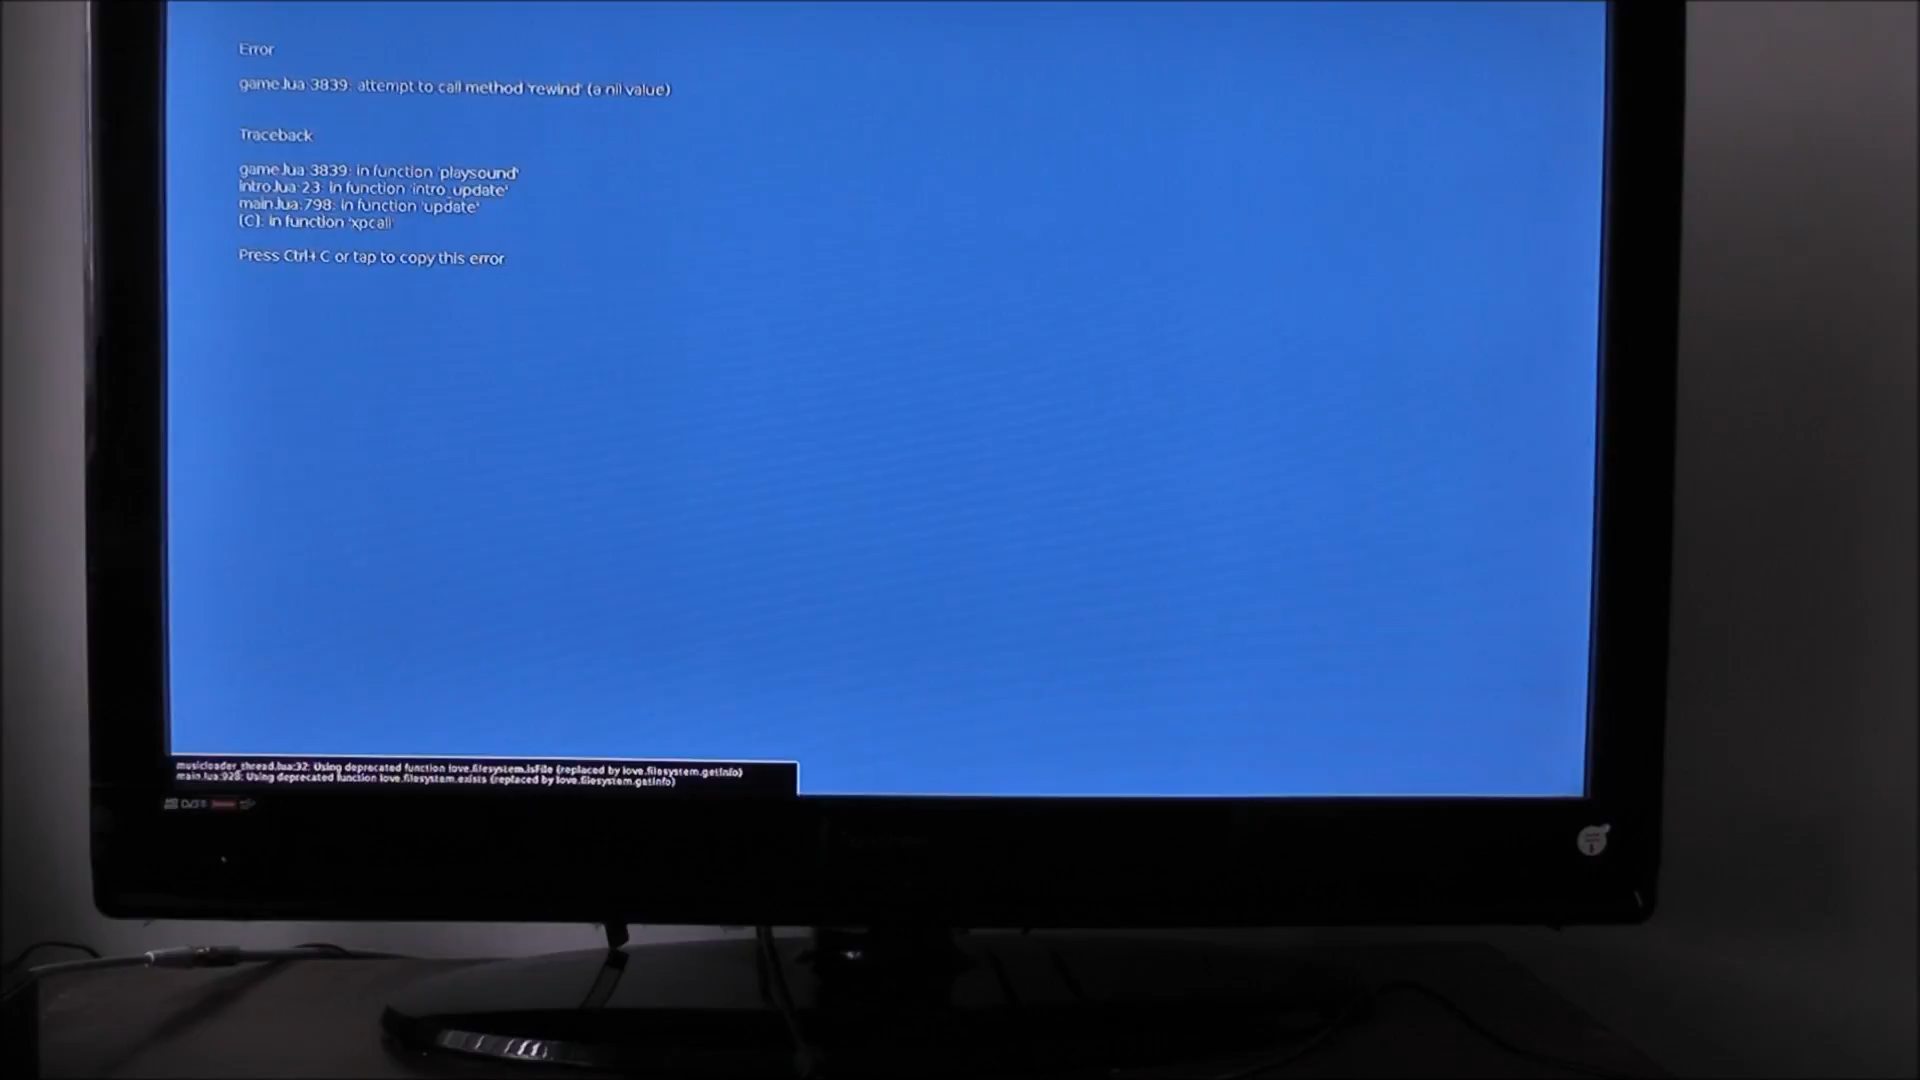 Error
game.lua:3839: attempt to call method 'rewind' (a nil value)
Traceback
game.lua:3839: in function 'playsound'
intro.lua:23: in function 'intro_update'
main.lua:798: in function 'update'
[C]: in function 'xpcall'
Press Ctrl+C or tap to copy this error
musicloader_thread.lua:32: Using deprecated function love.filesystem.isFile (replaced by love.filesystem.getInfo)
main.lua:928: Using deprecated function love.filesystem.exists (replaced by love.filesystem.getInfo)